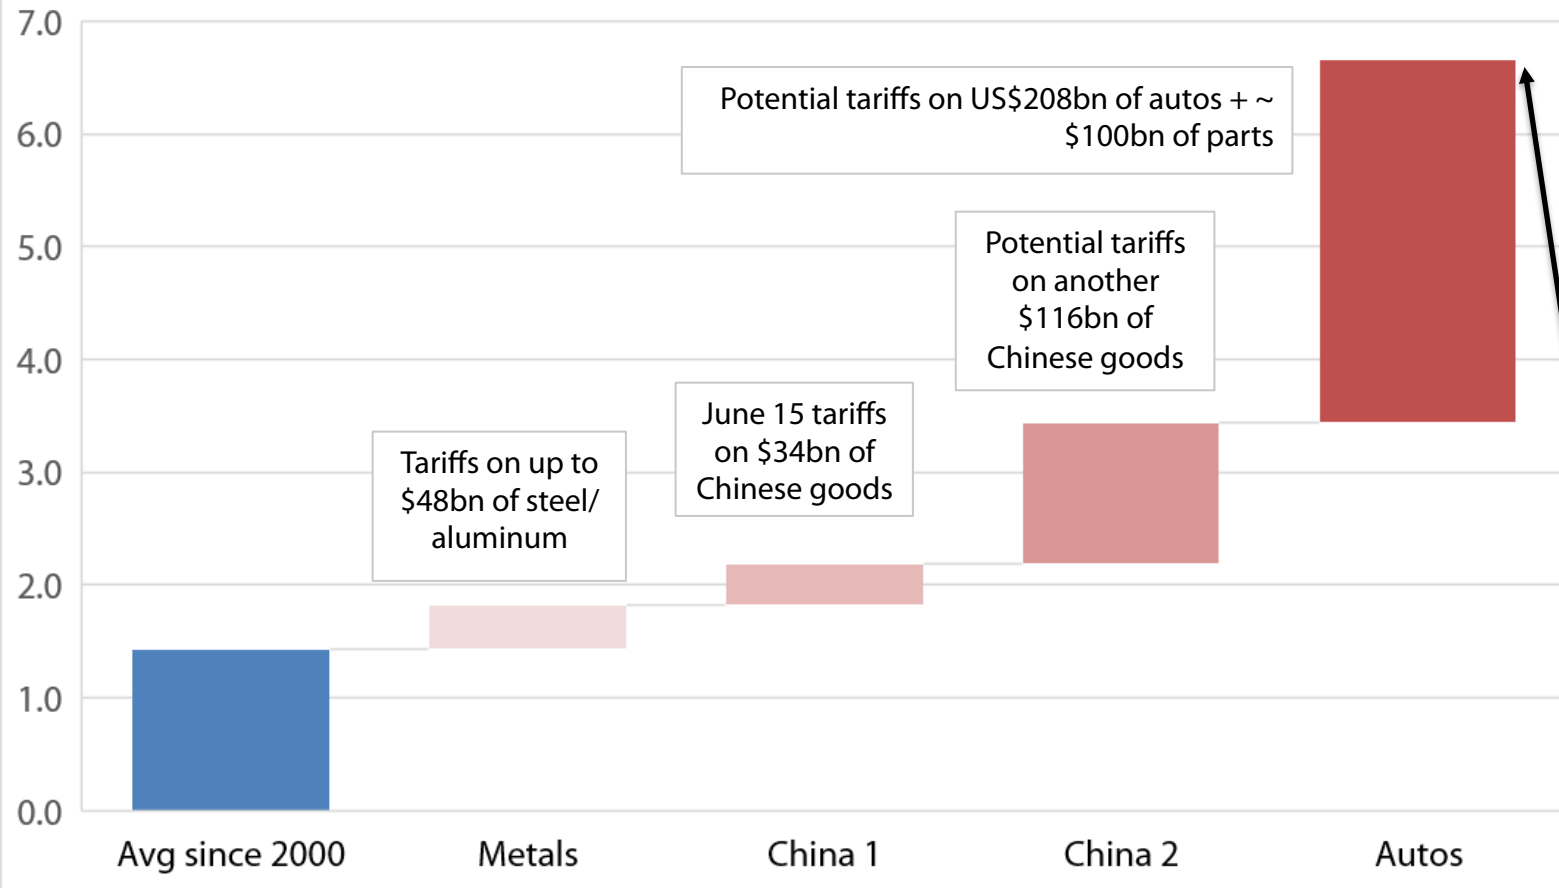 7.0
6.0
5.0
4.0
3.0
2.0
1.0
0.0
Potential tariffs on US$208bn of autos + ~
$100bn of parts
Potential tariffs
on another
$116bn of
Chinese goods
June 15 tariffs
on $34bn of
Chinese goods
Tariffs on up to
$48bn of steel/
aluminum
Avg since 2000
Metals
China 1
China 2
Autos